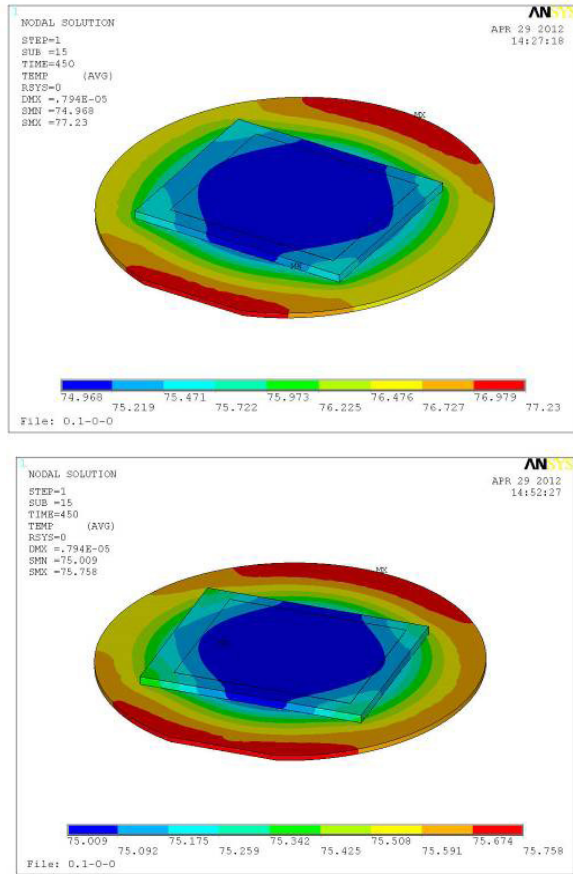 1
NODAL SOLUTION
STEP=1
SUB =15
TIME=450
TEMP (AVG)
RSYS=0
DMX =.794E-05
SMN =74.968
SMX =77.23
ANSYS
APR 29 2012
14:27:18
MX
MN
74.968 75.471 75.973 76.476 76.979
75.219 75.722 76.225 76.727 77.23
File: 0.1-0-0
1
NODAL SOLUTION
STEP=1
SUB =15
TIME=450
TEMP (AVG)
RSYS=0
DMX =.794E-05
SMN =75.009
SMX =75.758
ANSYS
APR 29 2012
14:52:27
MX
75.009 75.175 75.342 75.508 75.674
75.092 75.259 75.425 75.591 75.758
File: 0.1-0-0